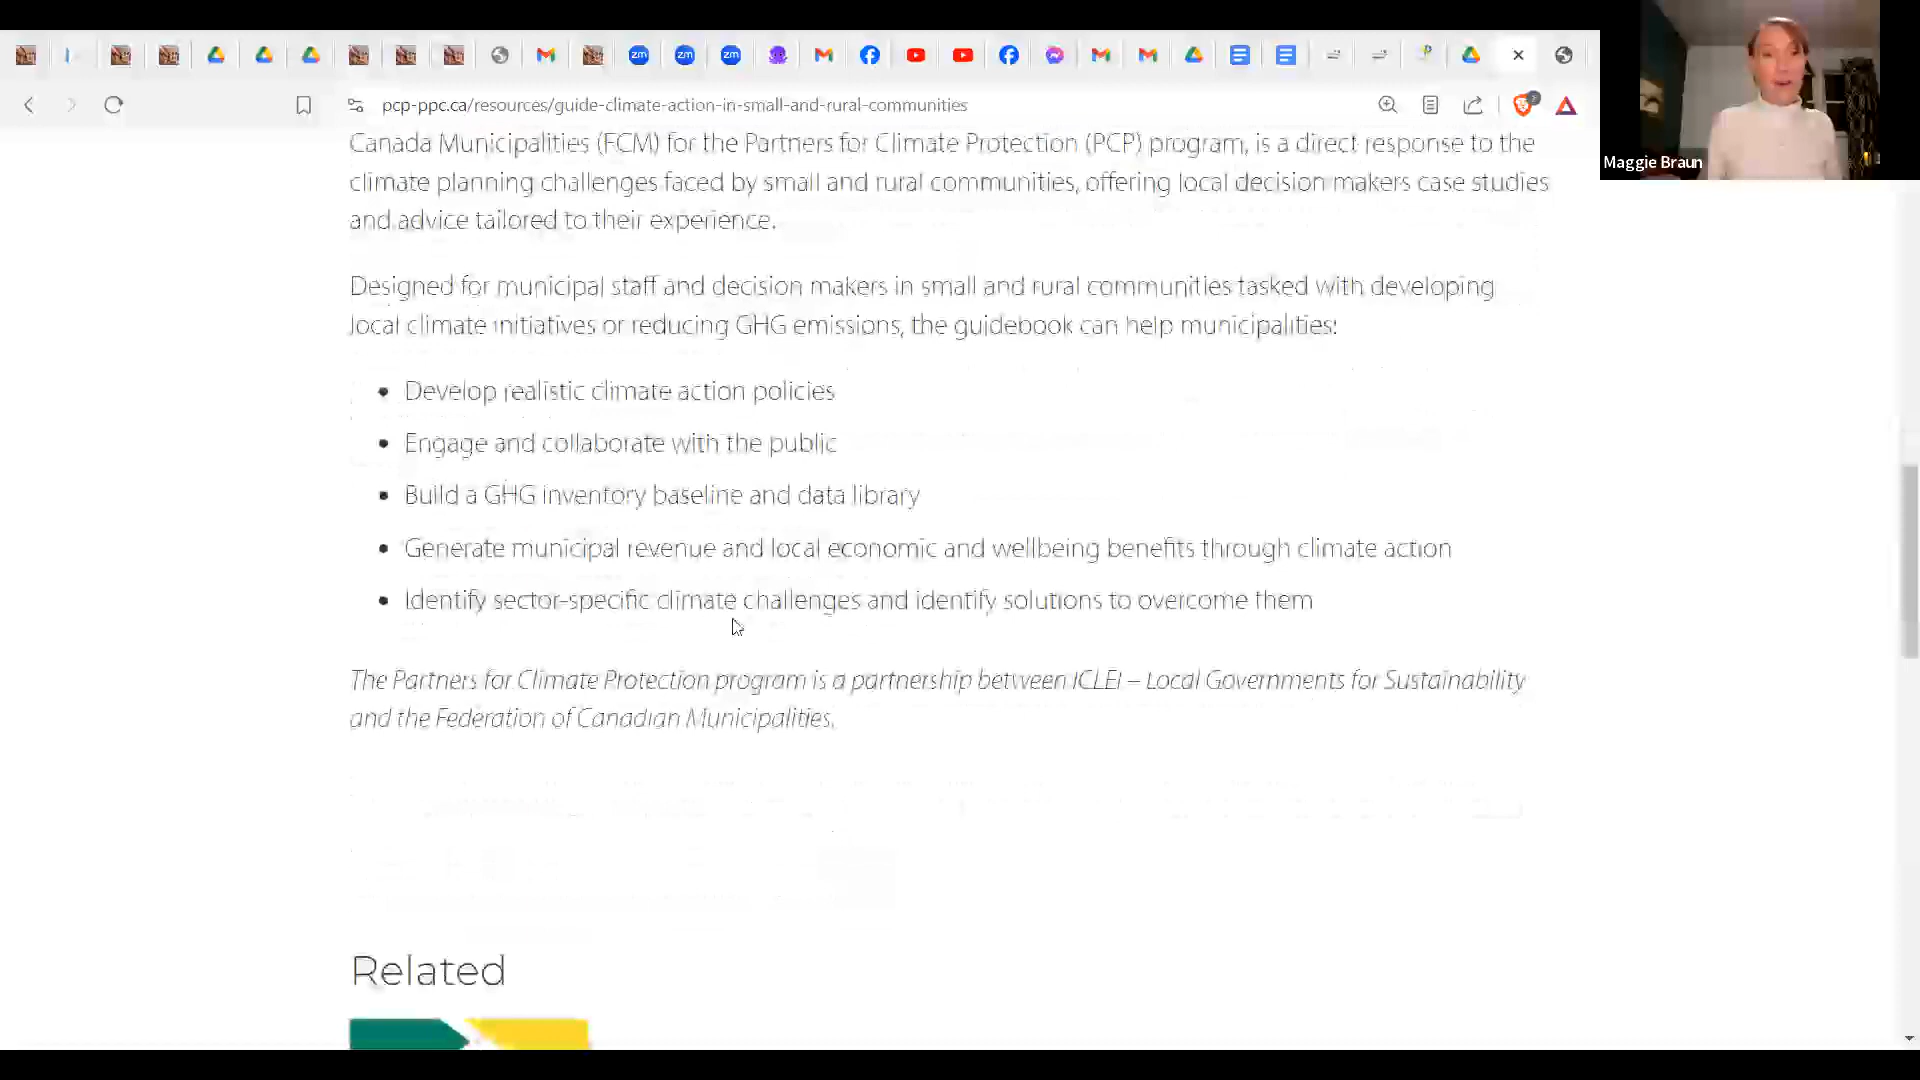 zm
zm
zm
pcp-ppc.ca/resources/guide-climate-action-in-small-and-rural-communities
2
Maggie Braun
Canada Municipalities (FCM) for the Partners for Climate Protection (PCP) program, is a direct response to the
climate planning challenges faced by small and rural communities, offering local decision makers case studies
and advice tailored to their experience.
Designed for municipal staff and decision makers in small and rural communities tasked with developing
local climate initiatives or reducing GHG emissions, the guidebook can help municipalities:
Develop realistic climate action policies
Engage and collaborate with the public
Build a GHG inventory baseline and data library
Generate municipal revenue and local economic and wellbeing benefits through climate action
Identify sector-specific climate challenges and identify solutions to overcome them
The Partners for Climate Protection program is a partnership between ICLEI – Local Governments for Sustainability
and the Federation of Canadian Municipalities.
Related